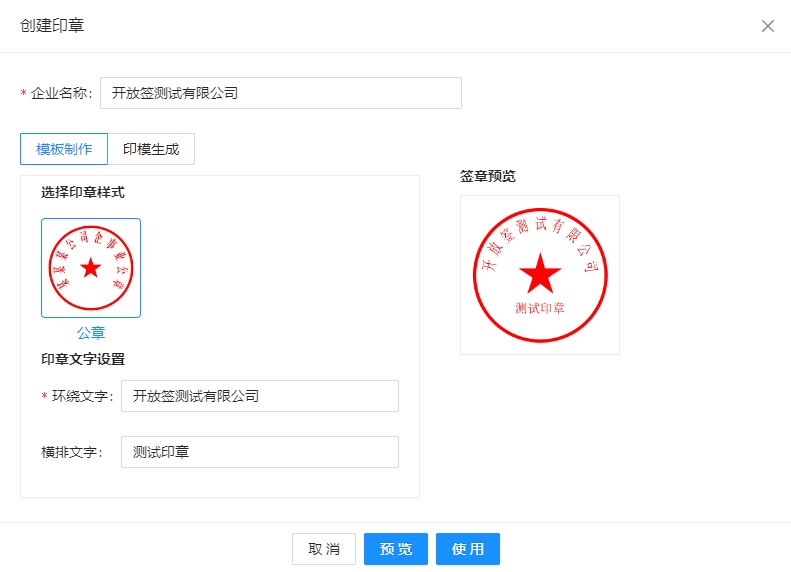 创建印章
* 企业名称： 开放签测试有限公司
模板制作 印模生成
选择印章样式
某某某公司企事业公章
公章
印章文字设置
* 环绕文字： 开放签测试有限公司
横排文字： 测试印章
签章预览
开放签测试有限公司
测试印章
取 消 预 览 使 用